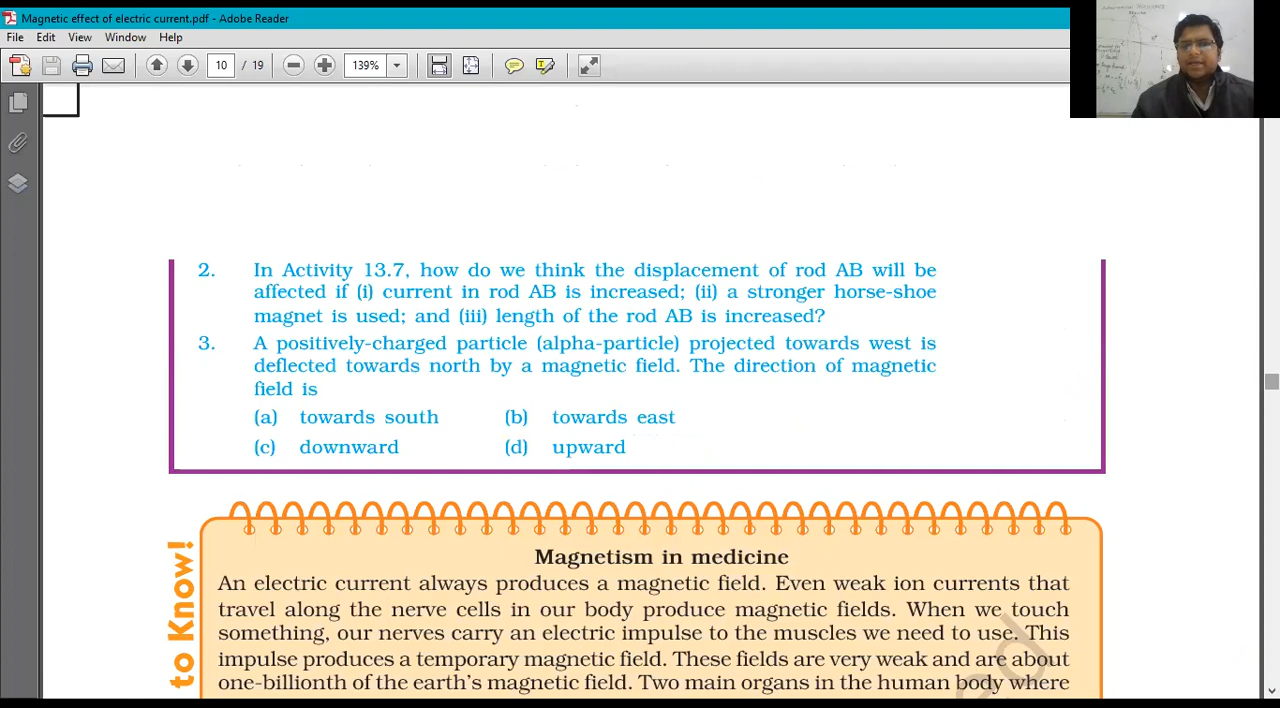 Magnetic effect of electric current.pdf - Adobe Reader
File Edit View Window Help
10 / 19 139%
2. In Activity 13.7, how do we think the displacement of rod AB will be
affected if (i) current in rod AB is increased; (ii) a stronger horse-shoe
magnet is used; and (iii) length of the rod AB is increased?
3. A positively-charged particle (alpha-particle) projected towards west is
deflected towards north by a magnetic field. The direction of magnetic
field is
(a) towards south (b) towards east
(c) downward (d) upward
to Know!
Magnetism in medicine
An electric current always produces a magnetic field. Even weak ion currents that
travel along the nerve cells in our body produce magnetic fields. When we touch
something, our nerves carry an electric impulse to the muscles we need to use. This
impulse produces a temporary magnetic field. These fields are very weak and are about
one-billionth of the earth's magnetic field. Two main organs in the human body where
ed